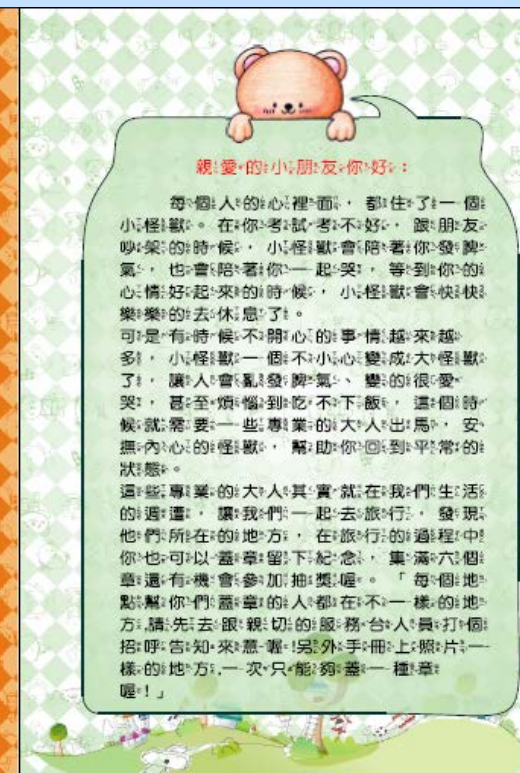 親愛的小朋友你好：
每個人的心裡面，都住了一個
小怪獸。在你考試考不好，跟朋友
吵架的時候，小怪獸會陪著你發脾
氣，也會陪著你一起哭，等到你的
心情好起來的時候，小怪獸會快快
樂樂的去休息了。
可是有時候不開心的事情越來越
多，小怪獸一個不小心變成大怪獸
了，讓人會亂發脾氣、變的很愛
哭，甚至煩惱到吃不下飯，這個時
候就需要一些專業的大人出馬，安
撫內心的怪獸，幫助你回到平常的
狀態。
這些專業的大人其實就在我們生活
的週遭，讓我們一起去旅行，發現
他們所在的地方，在旅行的過程中
你也可以蓋章留下紀念，集滿六個
章還有機會參加抽獎喔。「每個地
點幫你們蓋章的人都在不一樣的地
方,請先去跟親切的服務台人員打個
招呼告知來意喔!另外手冊上照片一
樣的地方,一次只能夠蓋一種章
喔！」